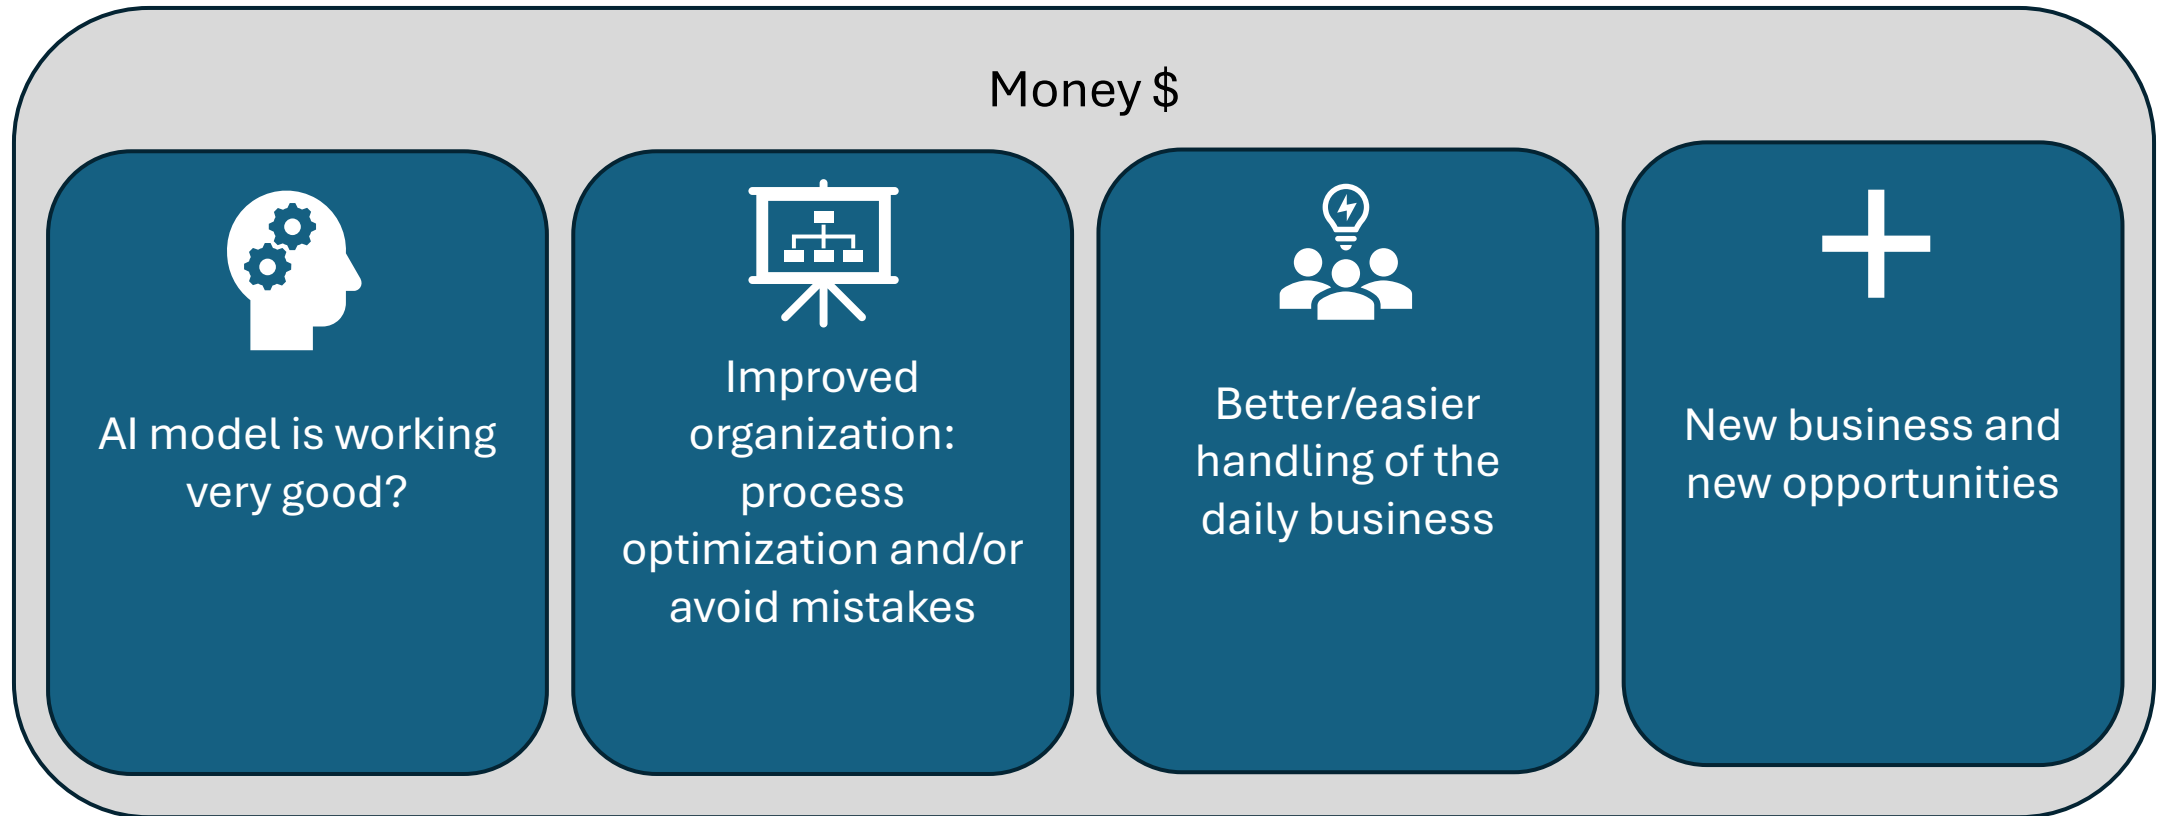 Money $
AI model is working
very good?
Improved
organization:
process
optimization and/or
avoid mistakes
Better/easier
handling of the
daily business
New business and
new opportunities